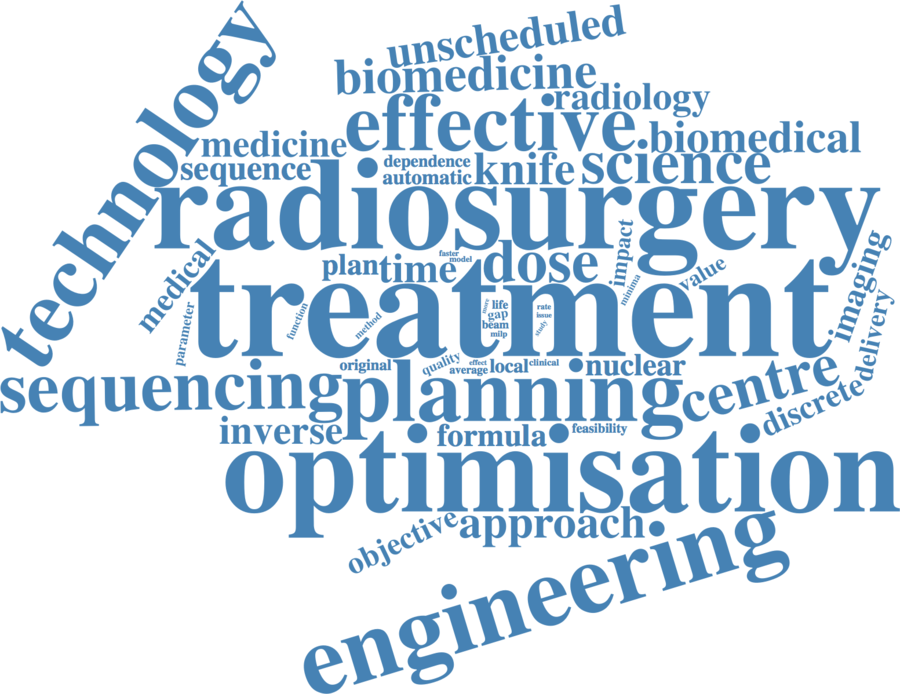 technology
unscheduled
biomedicine
radiology
effective
biomedical
medicine
sequence
dependence
automatic
knife
science
radiosurgery
medical
plan
time
faster
model
dose
impact
minima
value
imaging
treatment
parameter
function
method
more
life
gap
beam
milp
rate
issue
study
delivery
original
quality
effect
average
local
clinical
nuclear
sequencing
planning
centre
discrete
inverse
formula
feasibility
optimisation
objective
approach
engineering